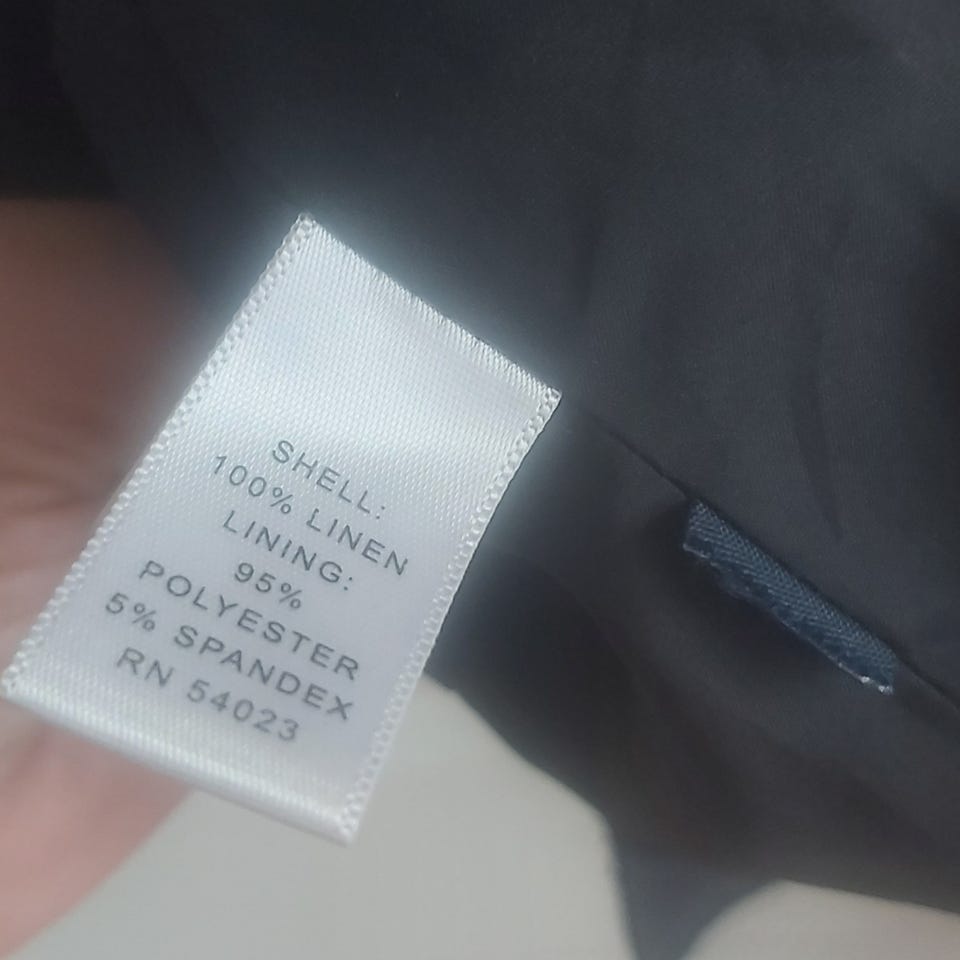 SHELL:
100% LINEN
LINING:
95%
POLYESTER
5% SPANDEX
RN 54023